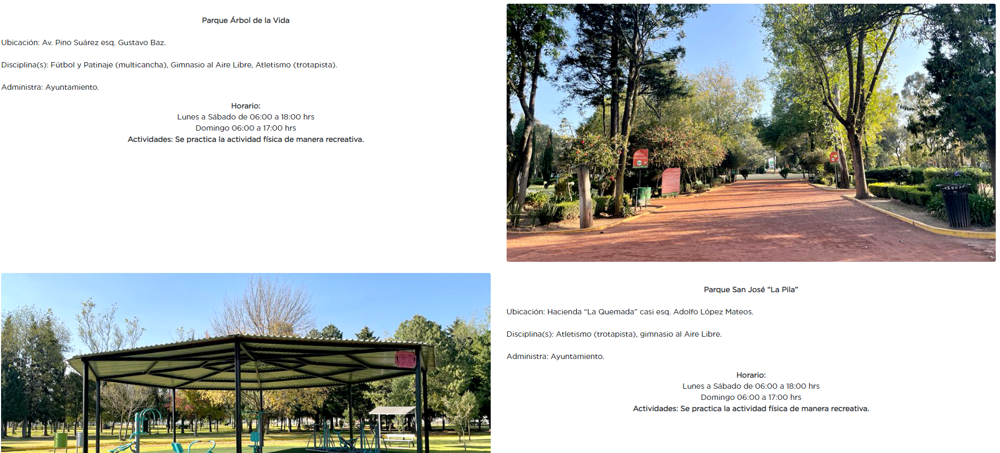 Parque Árbol de la Vida
Ubicación: Av. Pino Suárez esq. Gustavo Baz.
Disciplina(s): Fútbol y Patinaje (multicancha), Gimnasio al Aire Libre, Atletismo (trotapista).
Administra: Ayuntamiento.
Horario:
Lunes a Sábado de 06:00 a 18:00 hrs
Domingo 06:00 a 17:00 hrs
Actividades: Se practica la actividad física de manera recreativa.
Parque San José “La Pila”
Ubicación: Hacienda “La Quemada” casi esq. Adolfo López Mateos.
Disciplina(s): Atletismo (trotapista), gimnasio al Aire Libre.
Administra: Ayuntamiento.
Horario:
Lunes a Sábado de 06:00 a 18:00 hrs
Domingo 06:00 a 17:00 hrs
Actividades: Se practica la actividad física de manera recreativa.